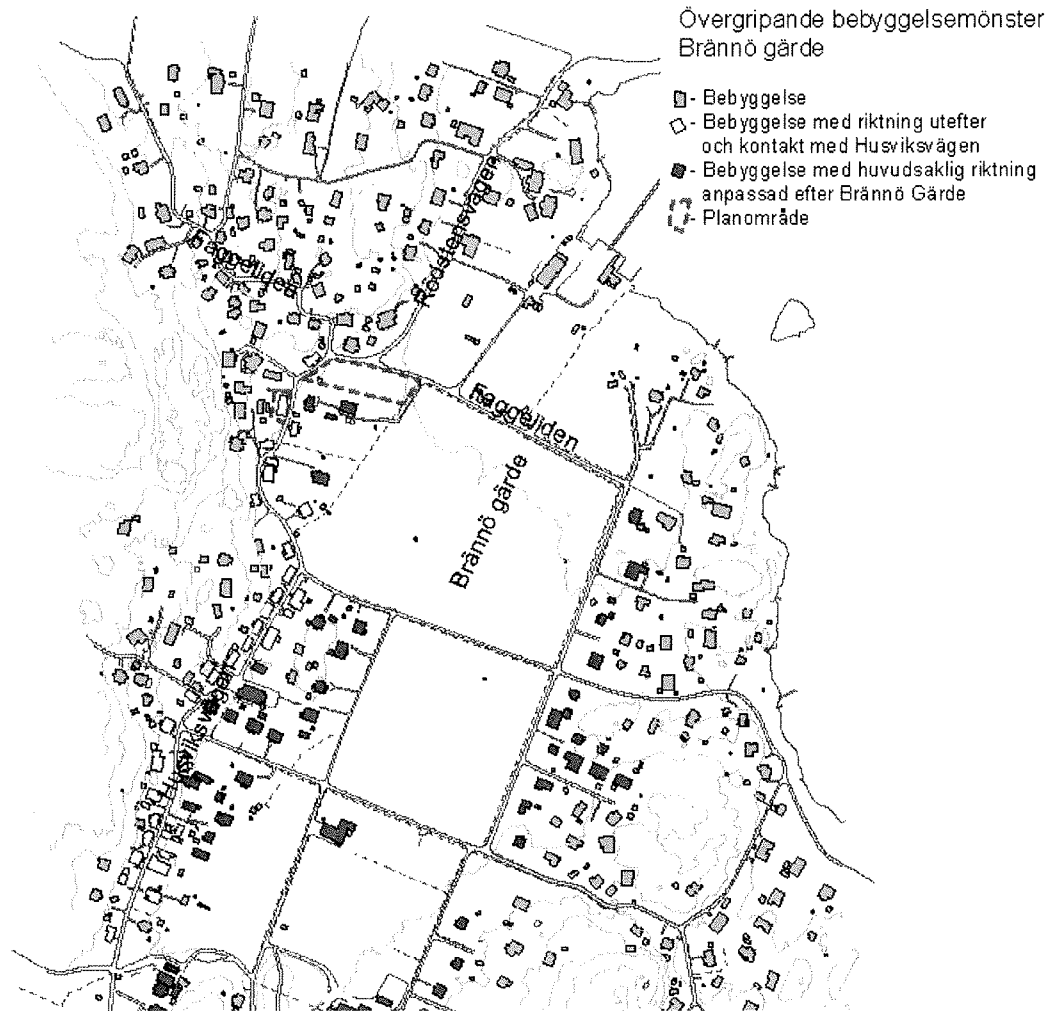 Övergripande bebyggelsemönster
Brännö gärde
- Bebyggelse
- Bebyggelse med riktning utefter
och kontakt med Husviksvägen
- Bebyggelse med huvudsaklig riktning
anpassad efter Brännö Gärde
- Planområde
Rödstensvägen
Faggeliden
Faggeliden
Brännö gärde
Husviksvägen